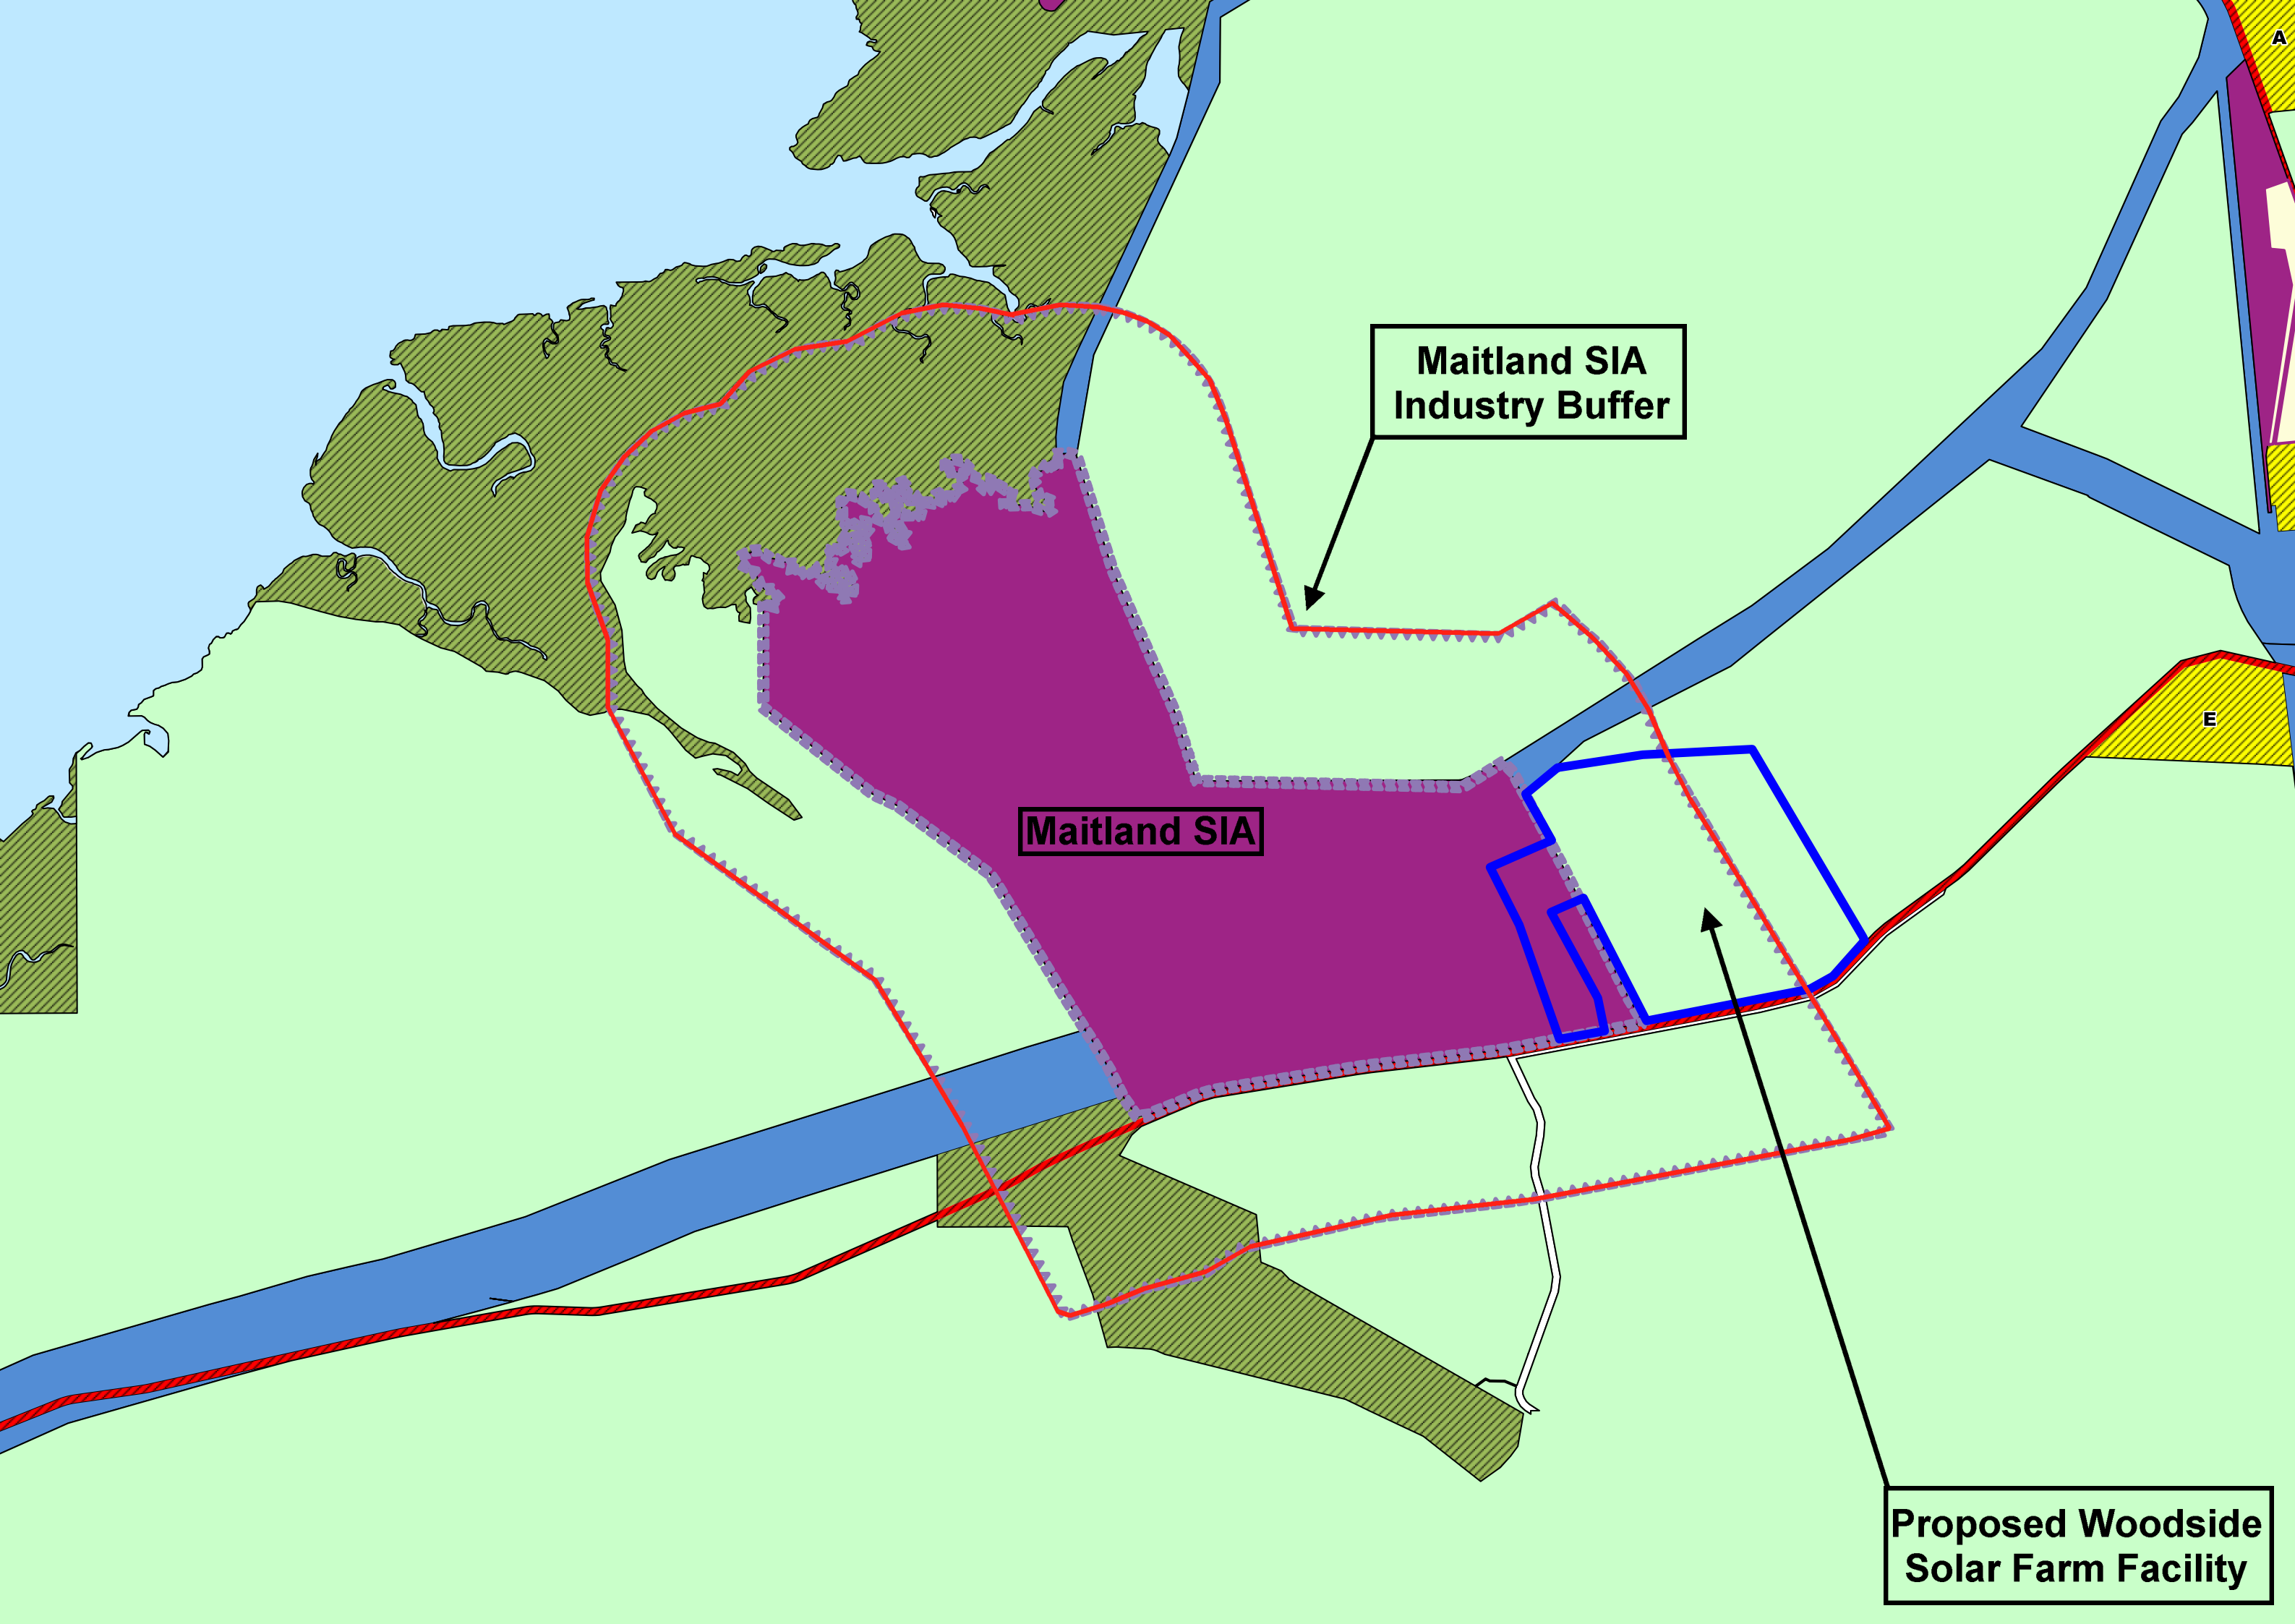 A
Maitland SIA
Industry Buffer
E
Maitland SIA
Proposed Woodside
Solar Farm Facility